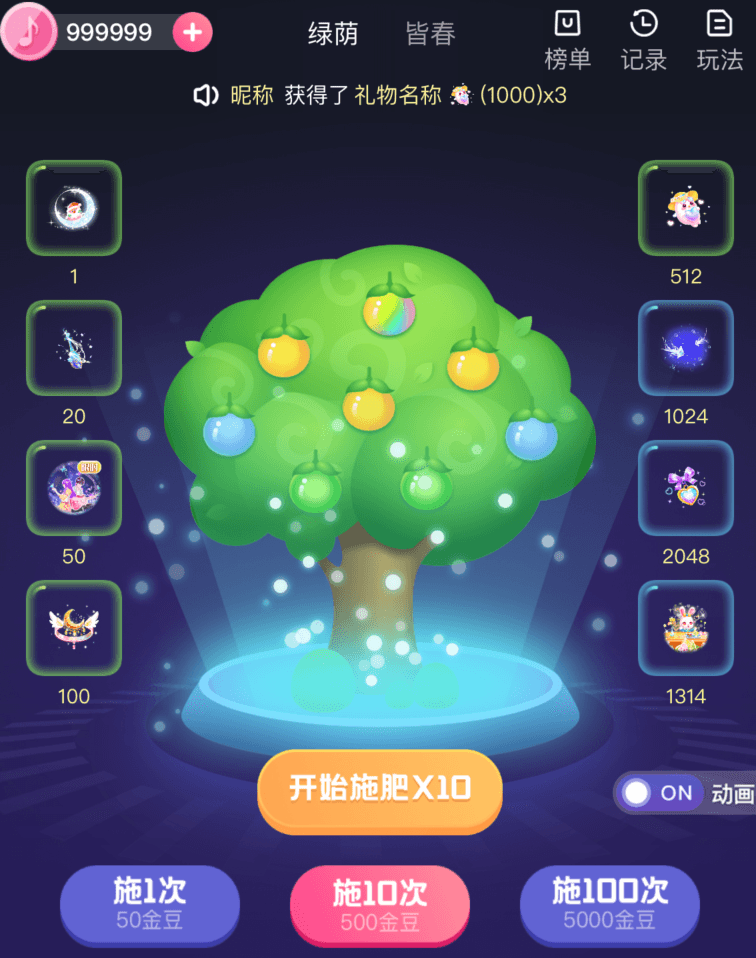 999999
绿荫 皆春
榜单 记录 玩法
昵称 获得了 礼物名称 (1000)x3
1
512
20
1024
50
2048
100
1314
开始施肥X10
ON 动画
施1次
50金豆
施10次
500金豆
施100次
5000金豆